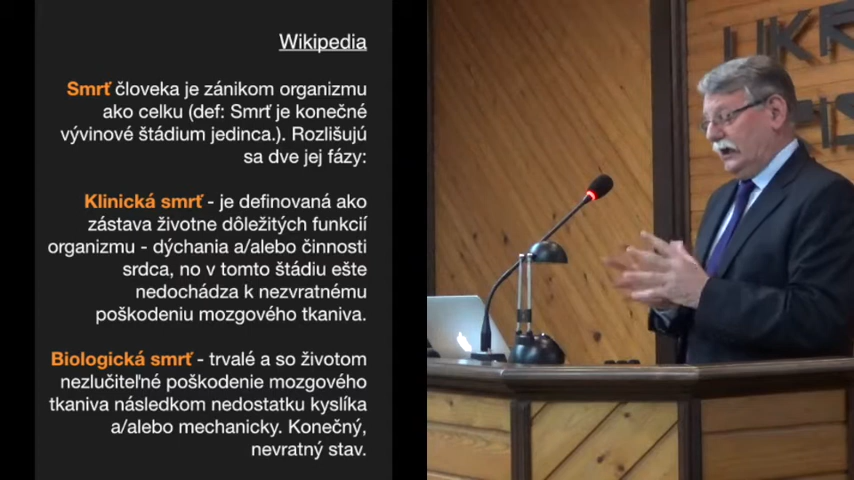 Wikipedia
Smrť človeka je zánikom organizmu
ako celku (def: Smrť je konečné
vývinové štádium jedinca.). Rozlišujú
sa dve jej fázy:
Klinická smrť - je definovaná ako
zástava životne dôležitých funkcií
organizmu - dýchania a/alebo činnosti
srdca, no v tomto štádiu ešte
nedochádza k nezvratnému
poškodeniu mozgového tkaniva.
Biologická smrť - trvalé a so životom
nezlučiteľné poškodenie mozgového
tkaniva následkom nedostatku kyslíka
a/alebo mechanicky. Konečný,
nevratný stav.